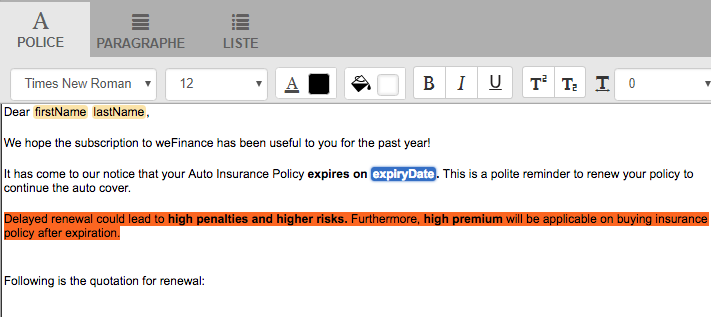 A
POLICE PARAGRAPHE LISTE
Times New Roman 12 A B I U T² T₂ T 0
Dear firstName lastName,
We hope the subscription to weFinance has been useful to you for the past year!
It has come to our notice that your Auto Insurance Policy expires on expiryDate. This is a polite reminder to renew your policy to
continue the auto cover.
Delayed renewal could lead to high penalties and higher risks. Furthermore, high premium will be applicable on buying insurance
policy after expiration.
Following is the quotation for renewal: